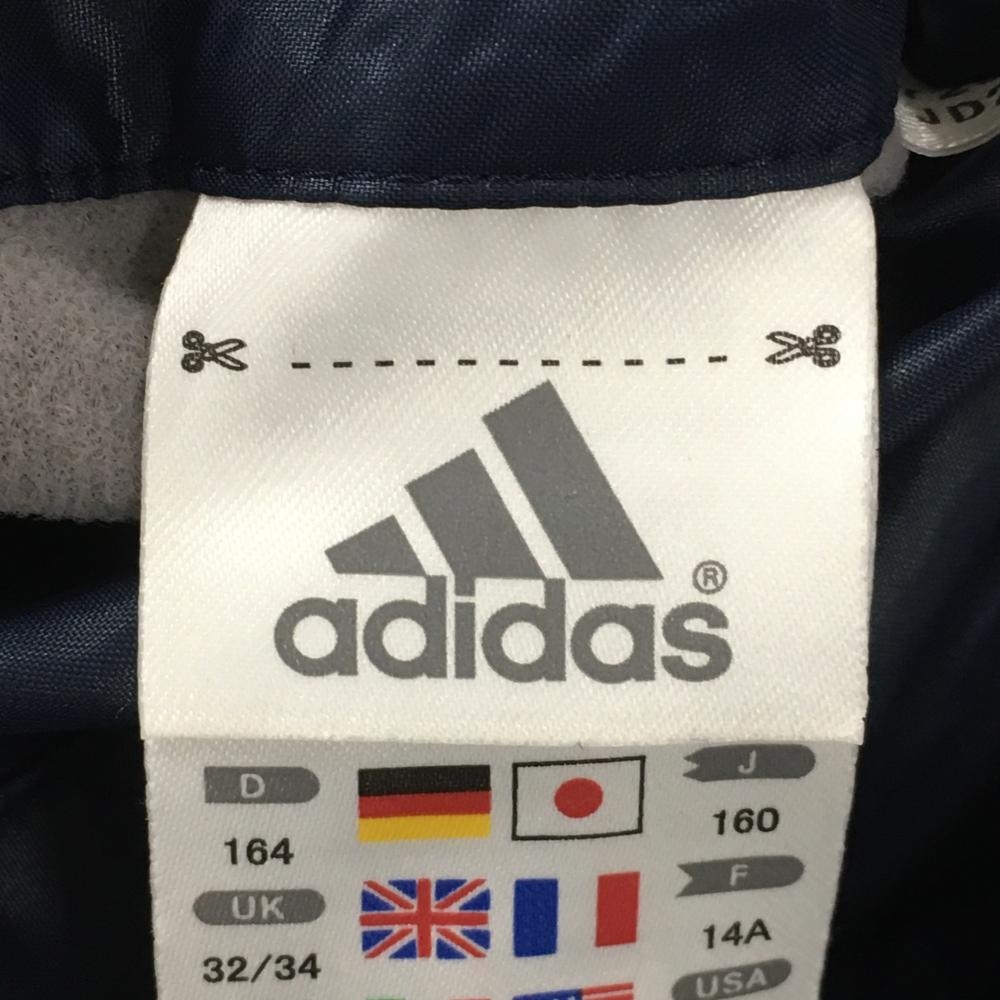 adidas®
D
164
J
160
UK
32/34
F
14A
USA